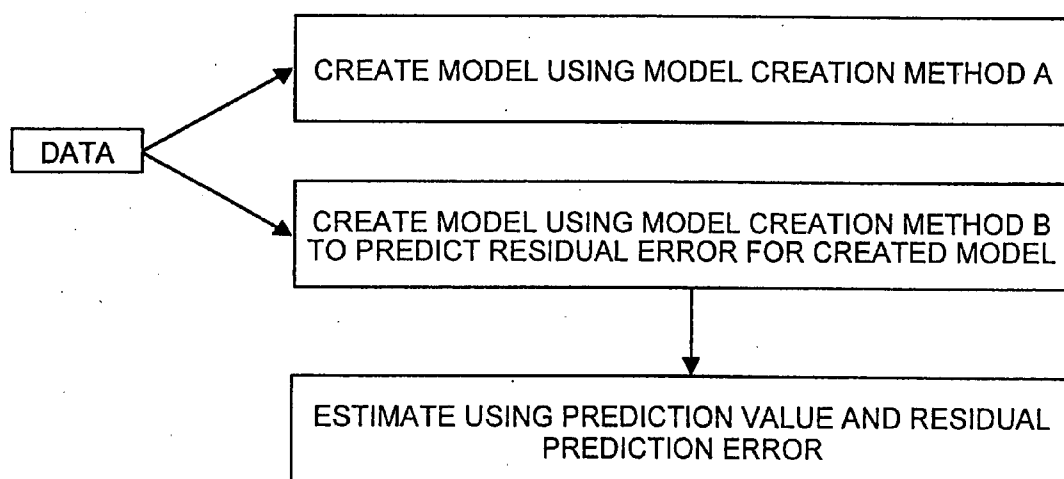 CREATE MODEL USING MODEL CREATION METHOD A
DATA
CREATE MODEL USING MODEL CREATION METHOD B
TO PREDICT RESIDUAL ERROR FOR CREATED MODEL
ESTIMATE USING PREDICTION VALUE AND RESIDUAL
PREDICTION ERROR